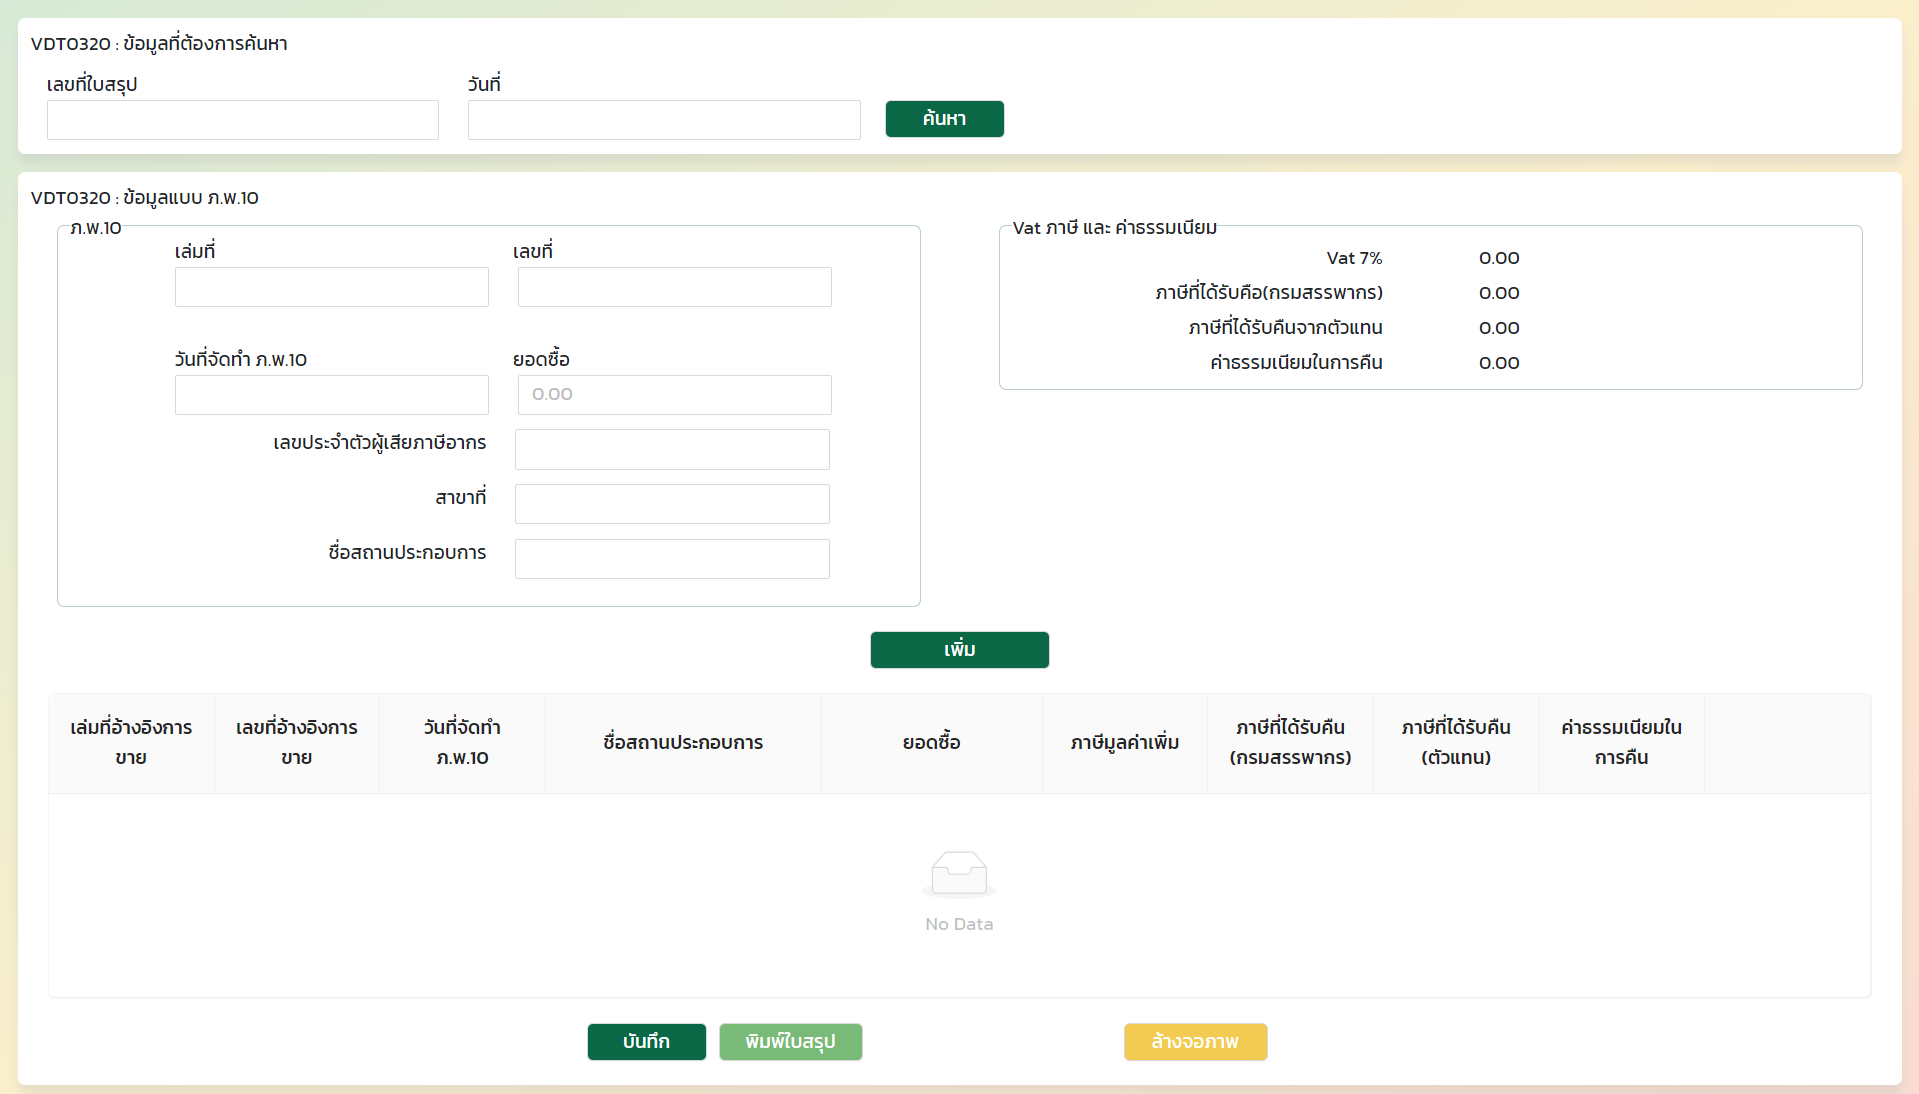 VDT0320 : ข้อมูลที่ต้องการค้นหา
เลขที่ใบสรุป
วันที่
ค้นหา
VDT0320 : ข้อมูลแบบ ภ.พ.10
ภ.พ.10
เล่มที่
เลขที่
วันที่จัดทำ ภ.พ.10
ยอดซื้อ
0.00
เลขประจำตัวผู้เสียภาษีอากร
สาขาที่
ชื่อสถานประกอบการ
Vat ภาษี และ ค่าธรรมเนียม
Vat 7% 0.00
ภาษีที่ได้รับคือ(กรมสรรพากร) 0.00
ภาษีที่ได้รับคืนจากตัวแทน 0.00
ค่าธรรมเนียมในการคืน 0.00
เพิ่ม
เล่มที่อ้างอิงการ
ขาย
เลขที่อ้างอิงการ
ขาย
วันที่จัดทำ
ภ.พ.10
ชื่อสถานประกอบการ
ยอดซื้อ
ภาษีมูลค่าเพิ่ม
ภาษีที่ได้รับคืน
(กรมสรรพากร)
ภาษีที่ได้รับคืน
(ตัวแทน)
ค่าธรรมเนียมใน
การคืน
No Data
บันทึก
พิมพ์ใบสรุป
ล้างจอภาพ